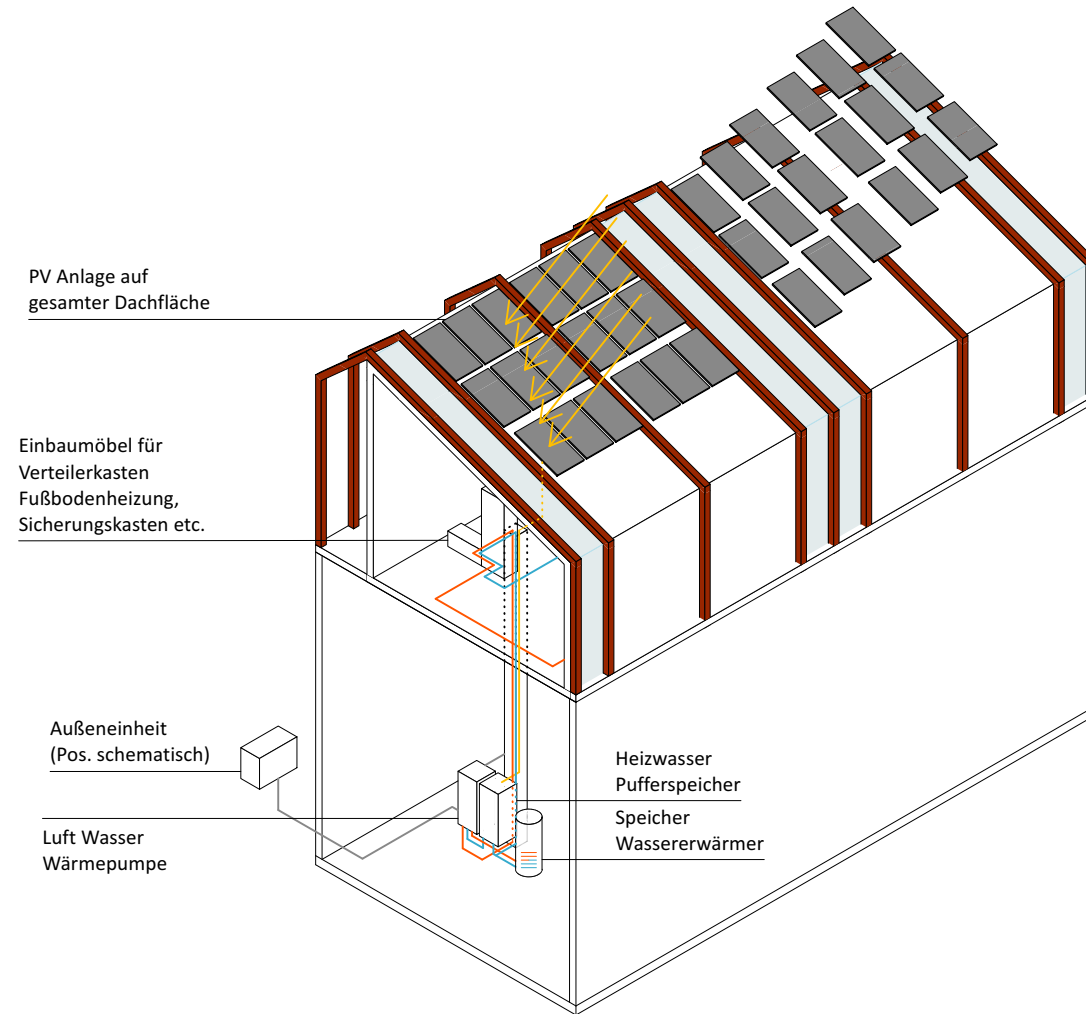 PV Anlage auf
gesamter Dachfläche
Einbaumöbel für
Verteilerkasten
Fußbodenheizung,
Sicherungskasten etc.
Außeneinheit
(Pos. schematisch)
Luft Wasser
Wärmepumpe
Heizwasser
Pufferspeicher
Speicher
Wassererwärmer